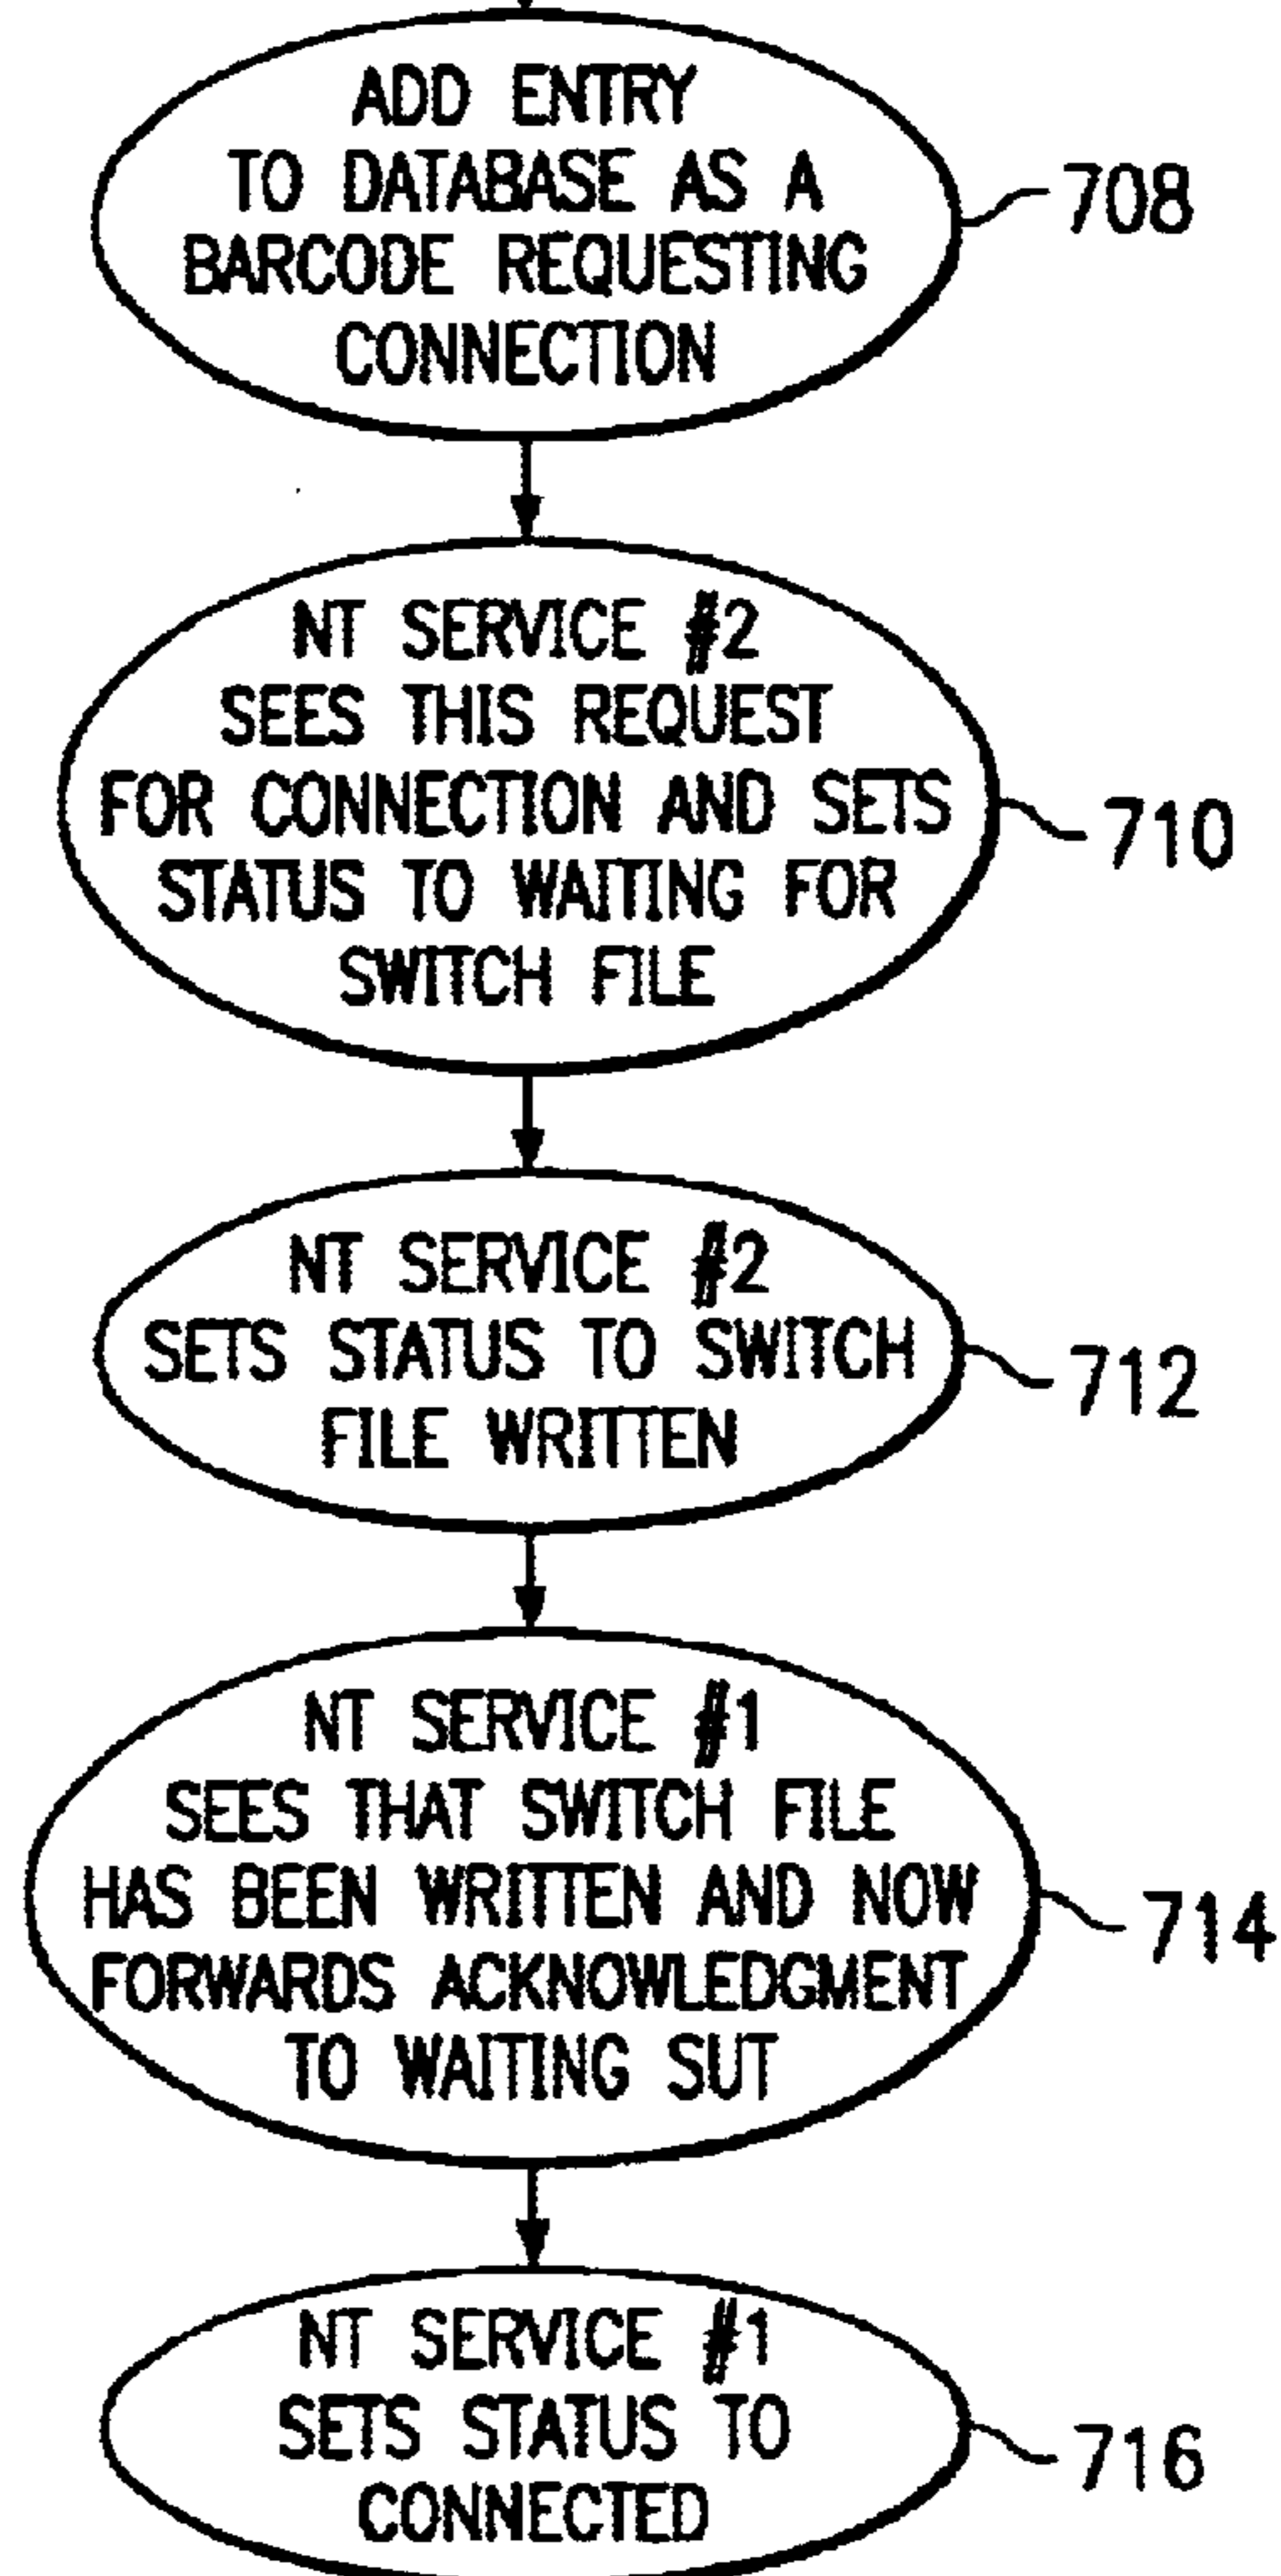 ADD ENTRY
TO DATABASE AS A
BARCODE REQUESTING
CONNECTION
708
NT SERVICE #2
SEES THIS REQUEST
FOR CONNECTION AND SETS
STATUS TO WAITING FOR
SWITCH FILE
710
NT SERVICE #2
SETS STATUS TO SWITCH
FILE WRITTEN
712
NT SERVICE #1
SEES THAT SWITCH FILE
HAS BEEN WRITTEN AND NOW
FORWARDS ACKNOWLEDGMENT
TO WAITING SUT
714
NT SERVICE #1
SETS STATUS TO
CONNECTED
716